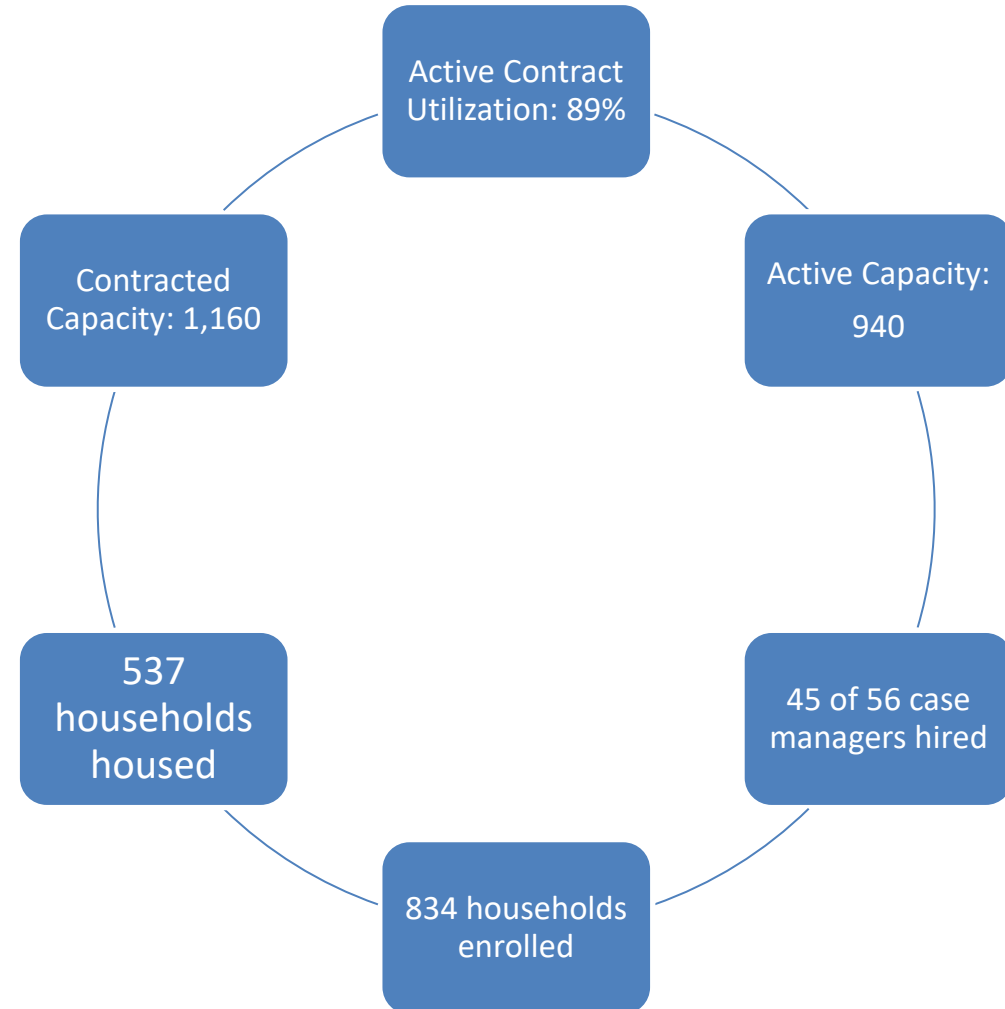 Active Contract
Utilization: 89%
Active Capacity:
940
45 of 56 case
managers hired
834 households
enrolled
537
households
housed
Contracted
Capacity: 1,160